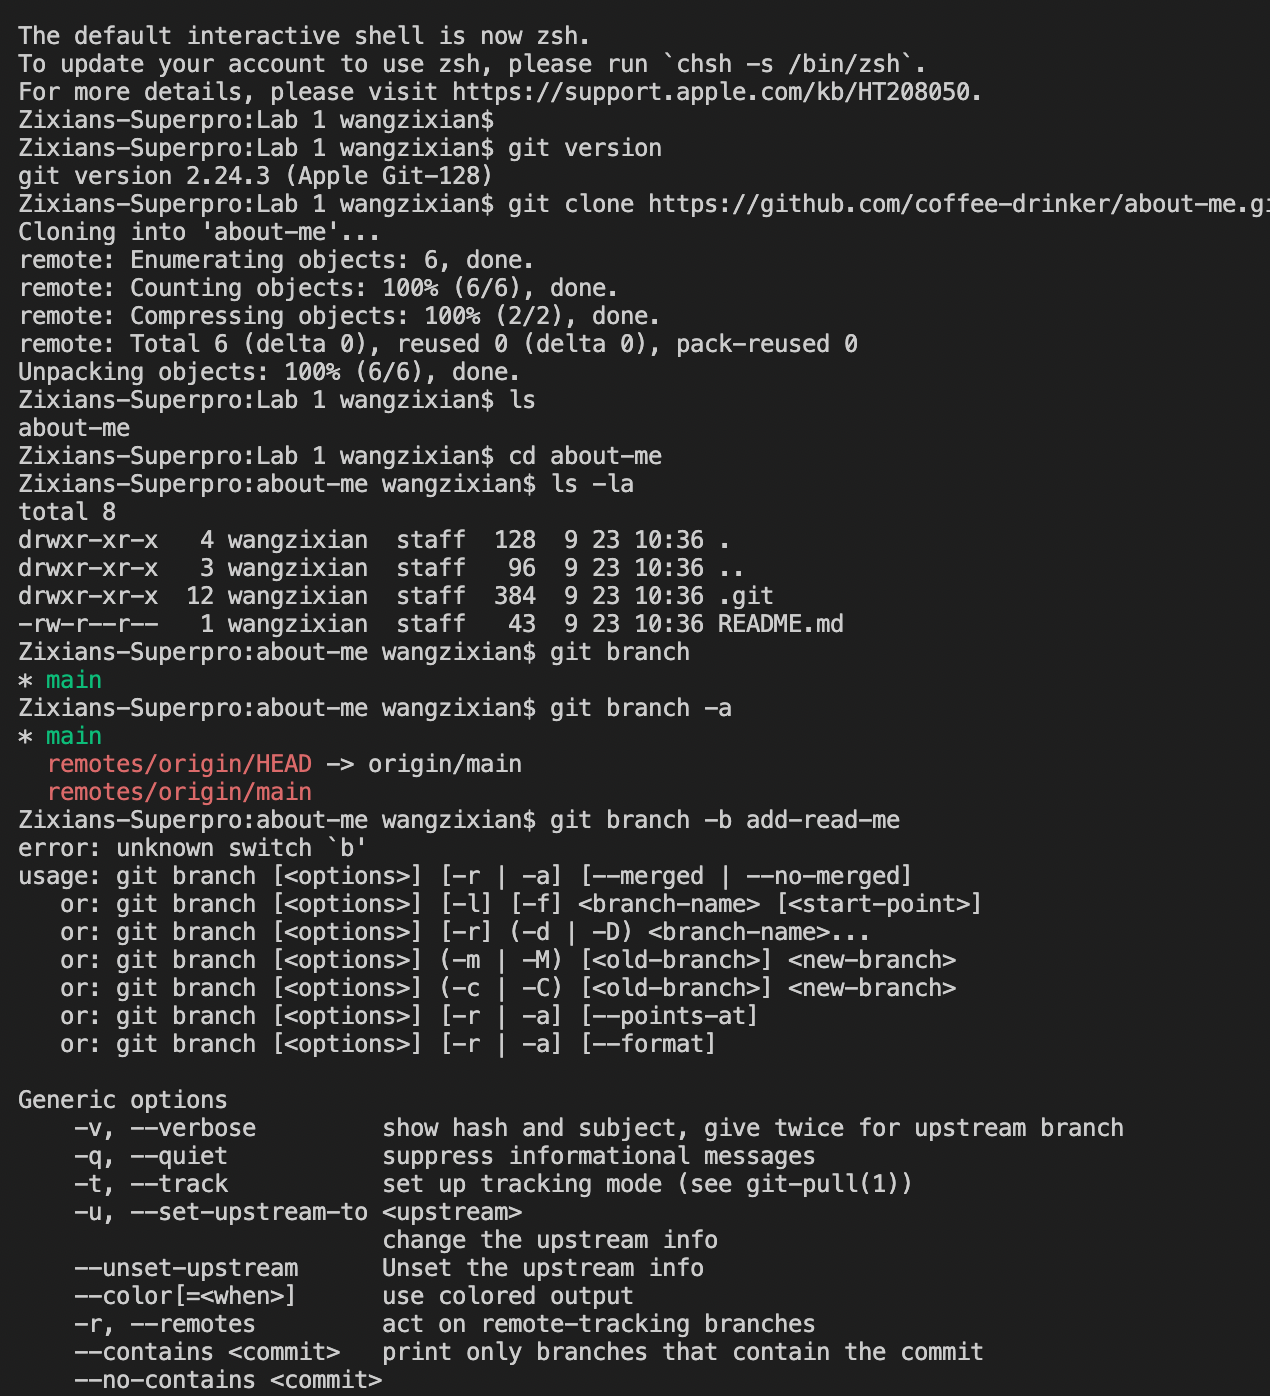 The default interactive shell is now zsh.
To update your account to use zsh, please run `chsh -s /bin/zsh`.
For more details, please visit https://support.apple.com/kb/HT208050.
Zixians-Superpro:Lab 1 wangzixian$
Zixians-Superpro:Lab 1 wangzixian$ git version
git version 2.24.3 (Apple Git-128)
Zixians-Superpro:Lab 1 wangzixian$ git clone https://github.com/coffee-drinker/about-me.gi
Cloning into 'about-me'...
remote: Enumerating objects: 6, done.
remote: Counting objects: 100% (6/6), done.
remote: Compressing objects: 100% (2/2), done.
remote: Total 6 (delta 0), reused 0 (delta 0), pack-reused 0
Unpacking objects: 100% (6/6), done.
Zixians-Superpro:Lab 1 wangzixian$ ls
about-me
Zixians-Superpro:Lab 1 wangzixian$ cd about-me
Zixians-Superpro:about-me wangzixian$ ls -la
total 8
drwxr-xr-x   4 wangzixian  staff  128  9 23 10:36 .
drwxr-xr-x   3 wangzixian  staff   96  9 23 10:36 ..
drwxr-xr-x  12 wangzixian  staff  384  9 23 10:36 .git
-rw-r--r--   1 wangzixian  staff   43  9 23 10:36 README.md
Zixians-Superpro:about-me wangzixian$ git branch
* main
Zixians-Superpro:about-me wangzixian$ git branch -a
* main
  remotes/origin/HEAD -> origin/main
  remotes/origin/main
Zixians-Superpro:about-me wangzixian$ git branch -b add-read-me
error: unknown switch `b'
usage: git branch [<options>] [-r | -a] [--merged | --no-merged]
   or: git branch [<options>] [-l] [-f] <branch-name> [<start-point>]
   or: git branch [<options>] [-r] (-d | -D) <branch-name>...
   or: git branch [<options>] (-m | -M) [<old-branch>] <new-branch>
   or: git branch [<options>] (-c | -C) [<old-branch>] <new-branch>
   or: git branch [<options>] [-r | -a] [--points-at]
   or: git branch [<options>] [-r | -a] [--format]

Generic options
    -v, --verbose         show hash and subject, give twice for upstream branch
    -q, --quiet           suppress informational messages
    -t, --track           set up tracking mode (see git-pull(1))
    -u, --set-upstream-to <upstream>
                          change the upstream info
    --unset-upstream      Unset the upstream info
    --color[=<when>]      use colored output
    -r, --remotes         act on remote-tracking branches
    --contains <commit>   print only branches that contain the commit
    --no-contains <commit>